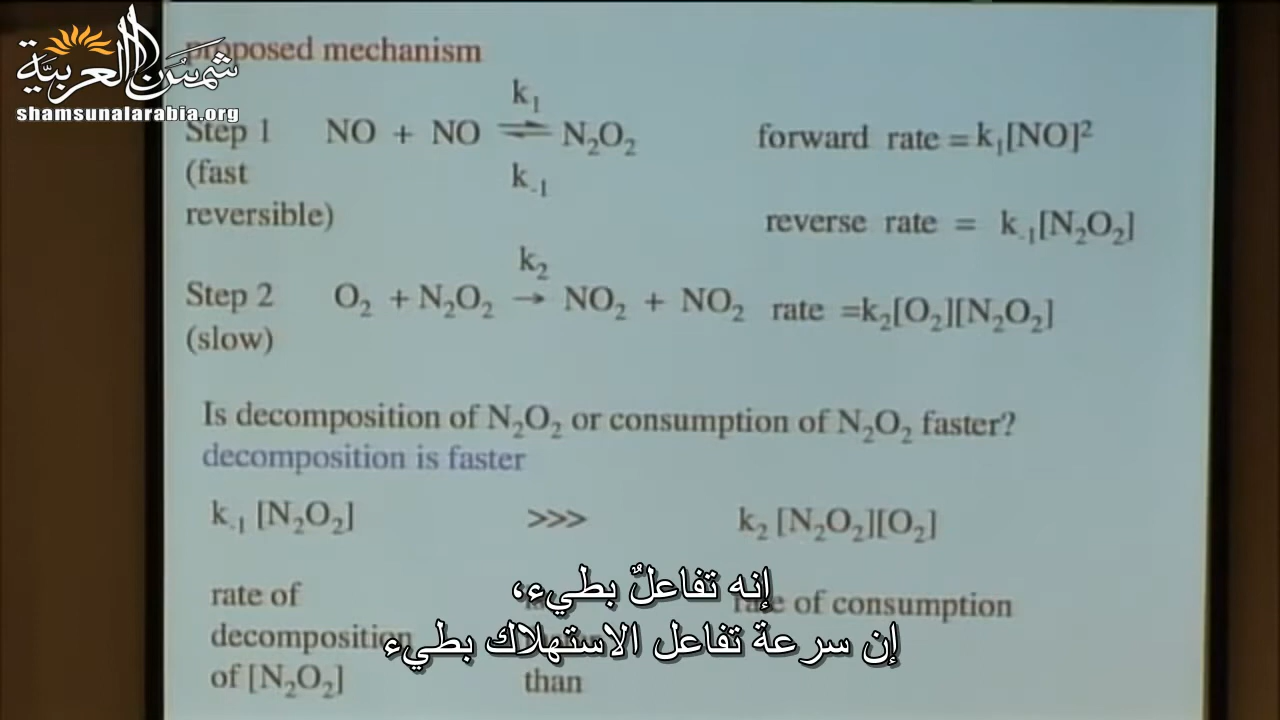 شمس العربية
shamsunalarabia.org
proposed mechanism
k₁
Step 1 NO + NO ⇌ N₂O₂ forward rate = k₁[NO]²
(fast k₋₁
reversible) reverse rate = k₋₁[N₂O₂]
k₂
Step 2 O₂ + N₂O₂ → NO₂ + NO₂ rate =k₂[O₂][N₂O₂]
(slow)
Is decomposition of N₂O₂ or consumption of N₂O₂ faster?
decomposition is faster
k₋₁ [N₂O₂] >>> k₂ [N₂O₂][O₂]
rate of rate of consumption
decomposition
of [N₂O₂] than
إنه تفاعلٌ بطيء،
إن سرعة تفاعل الاستهلاك بطيء